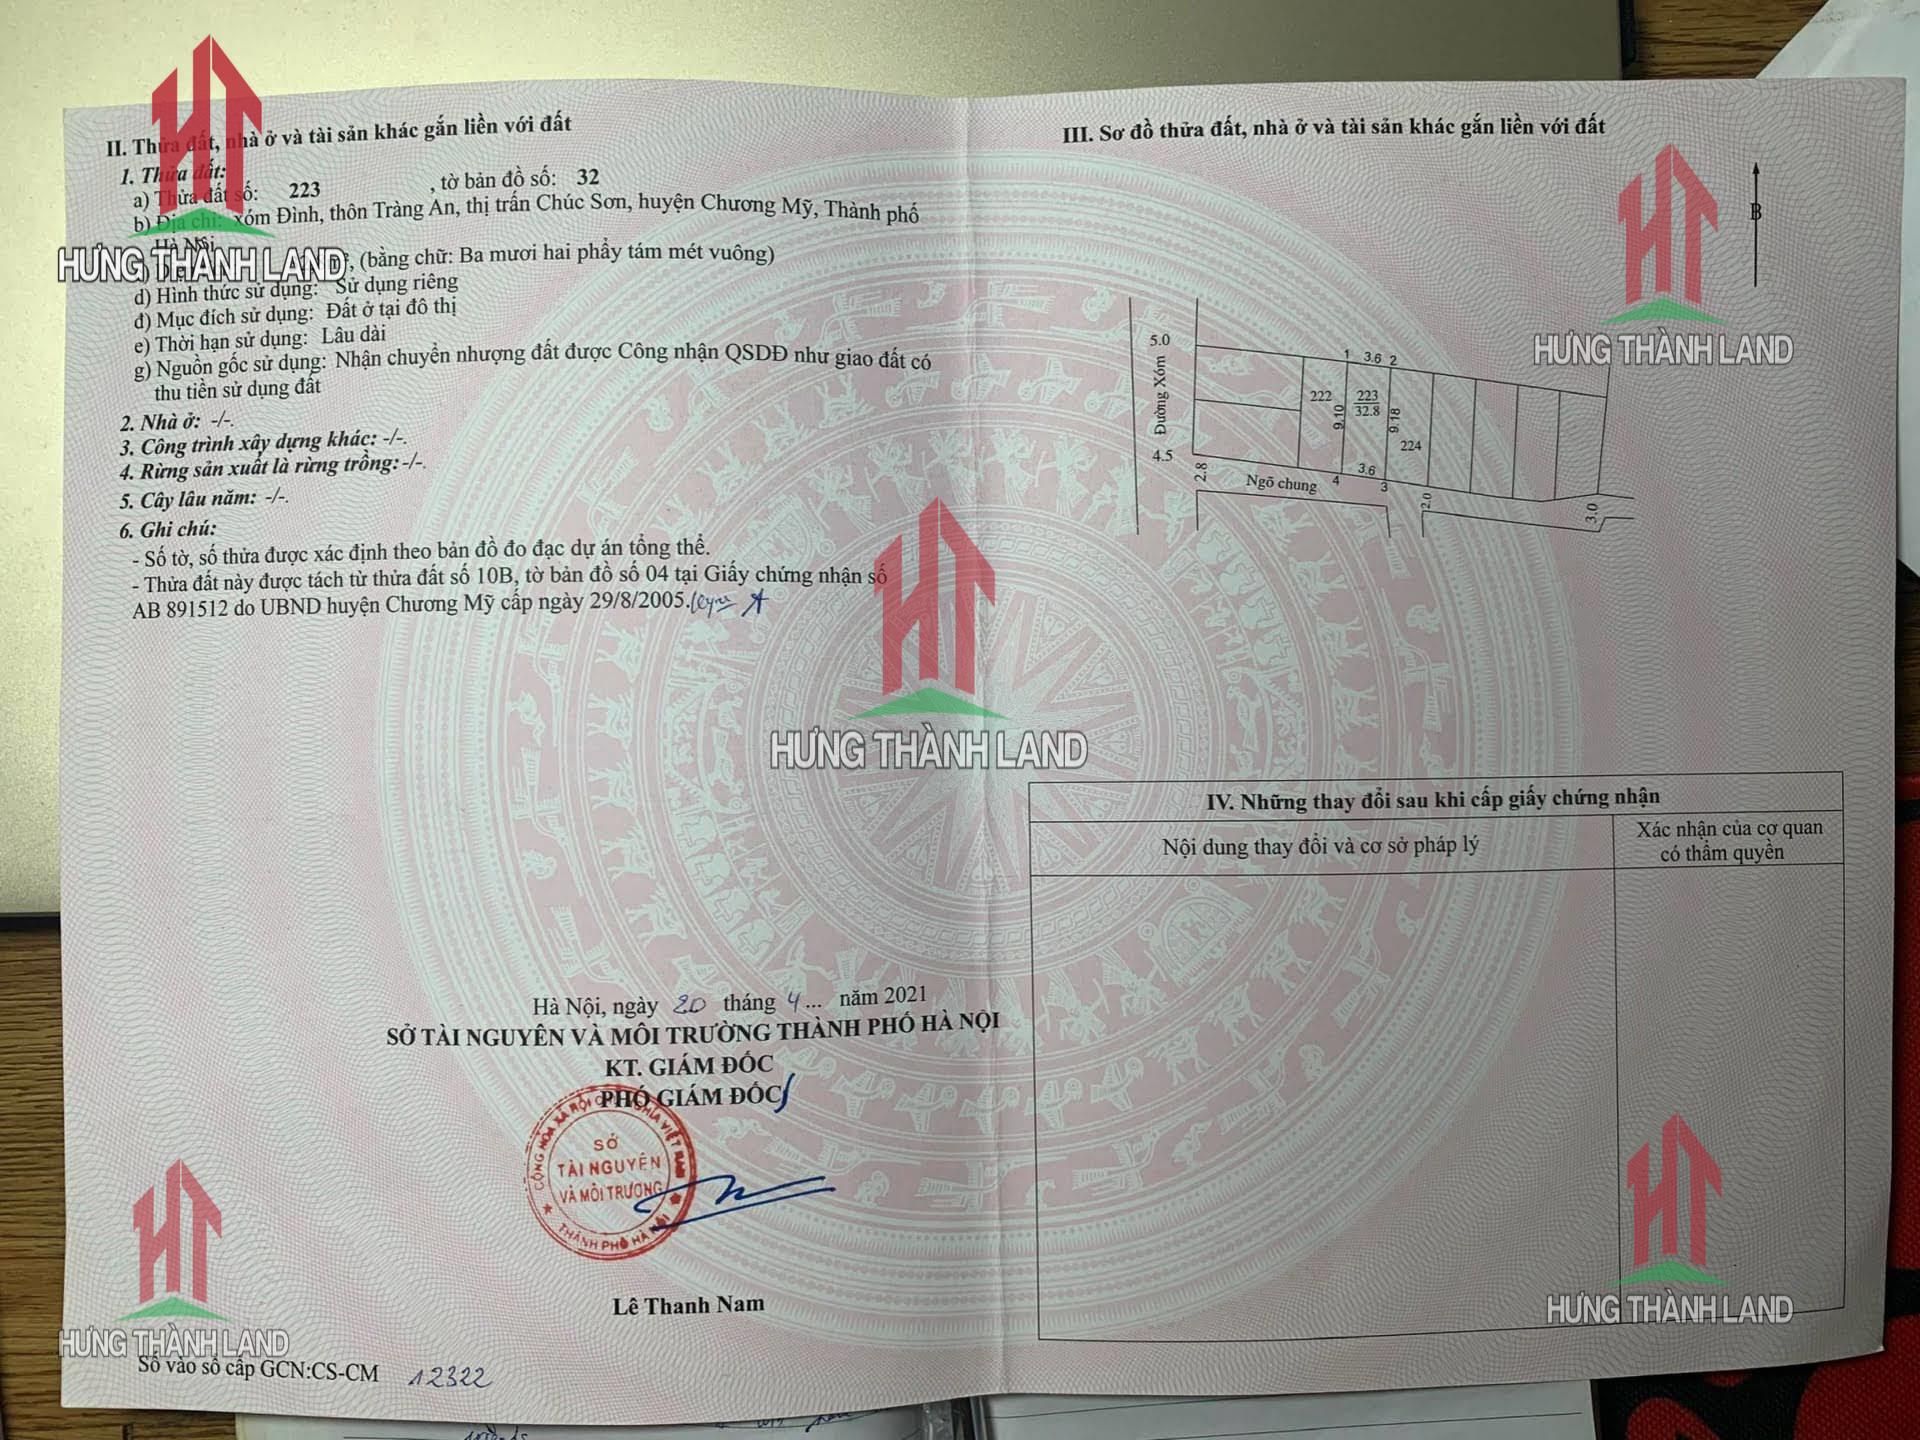 II. Thửa đất, nhà ở và tài sản khác gắn liền với đất
1. Thửa đất:
a) Thửa đất số: 223 , tờ bản đồ số: 32
b) Địa chỉ: xóm Đình, thôn Tràng An, thị trấn Chúc Sơn, huyện Chương Mỹ, Thành phố
Hà Nội
, (bằng chữ: Ba mươi hai phẩy tám mét vuông)
d) Hình thức sử dụng: Sử dụng riêng
đ) Mục đích sử dụng: Đất ở tại đô thị
e) Thời hạn sử dụng: Lâu dài
g) Nguồn gốc sử dụng: Nhận chuyển nhượng đất được Công nhận QSDĐ như giao đất có
thu tiền sử dụng đất
2. Nhà ở: -/-.
3. Công trình xây dựng khác: -/-.
4. Rừng sản xuất là rừng trồng: -/-.
5. Cây lâu năm: -/-.
6. Ghi chú:
- Số tờ, số thửa được xác định theo bản đồ đo đạc dự án tổng thể.
- Thửa đất này được tách từ thửa đất số 10B, tờ bản đồ số 04 tại Giấy chứng nhận số
AB 891512 do UBND huyện Chương Mỹ cấp ngày 29/8/2005.
Hà Nội, ngày 20 tháng 4... năm 2021
SỞ TÀI NGUYÊN VÀ MÔI TRƯỜNG THÀNH PHỐ HÀ NỘI
KT. GIÁM ĐỐC
PHÓ GIÁM ĐỐC
CỘNG HÒA XÃ HỘI CHỦ NGHĨA VIỆT NAM
SỞ
TÀI NGUYÊN
VÀ MÔI TRƯỜNG
THÀNH PHỐ HÀ NỘI
Lê Thanh Nam
Số vào sổ cấp GCN:CS-CM 12322
III. Sơ đồ thửa đất, nhà ở và tài sản khác gắn liền với đất
B
5.0
Đường Xóm
4.5
2.8
Ngõ chung
1 3.6 2
222
223
32.8
9.10
9.18
224
3.6
4
3
2.0
3.0
IV. Những thay đổi sau khi cấp giấy chứng nhận
Nội dung thay đổi và cơ sở pháp lý
Xác nhận của cơ quan
có thẩm quyền
HƯNG THÀNH LAND
HƯNG THÀNH LAND
HƯNG THÀNH LAND
HƯNG THÀNH LAND
HƯNG THÀNH LAND